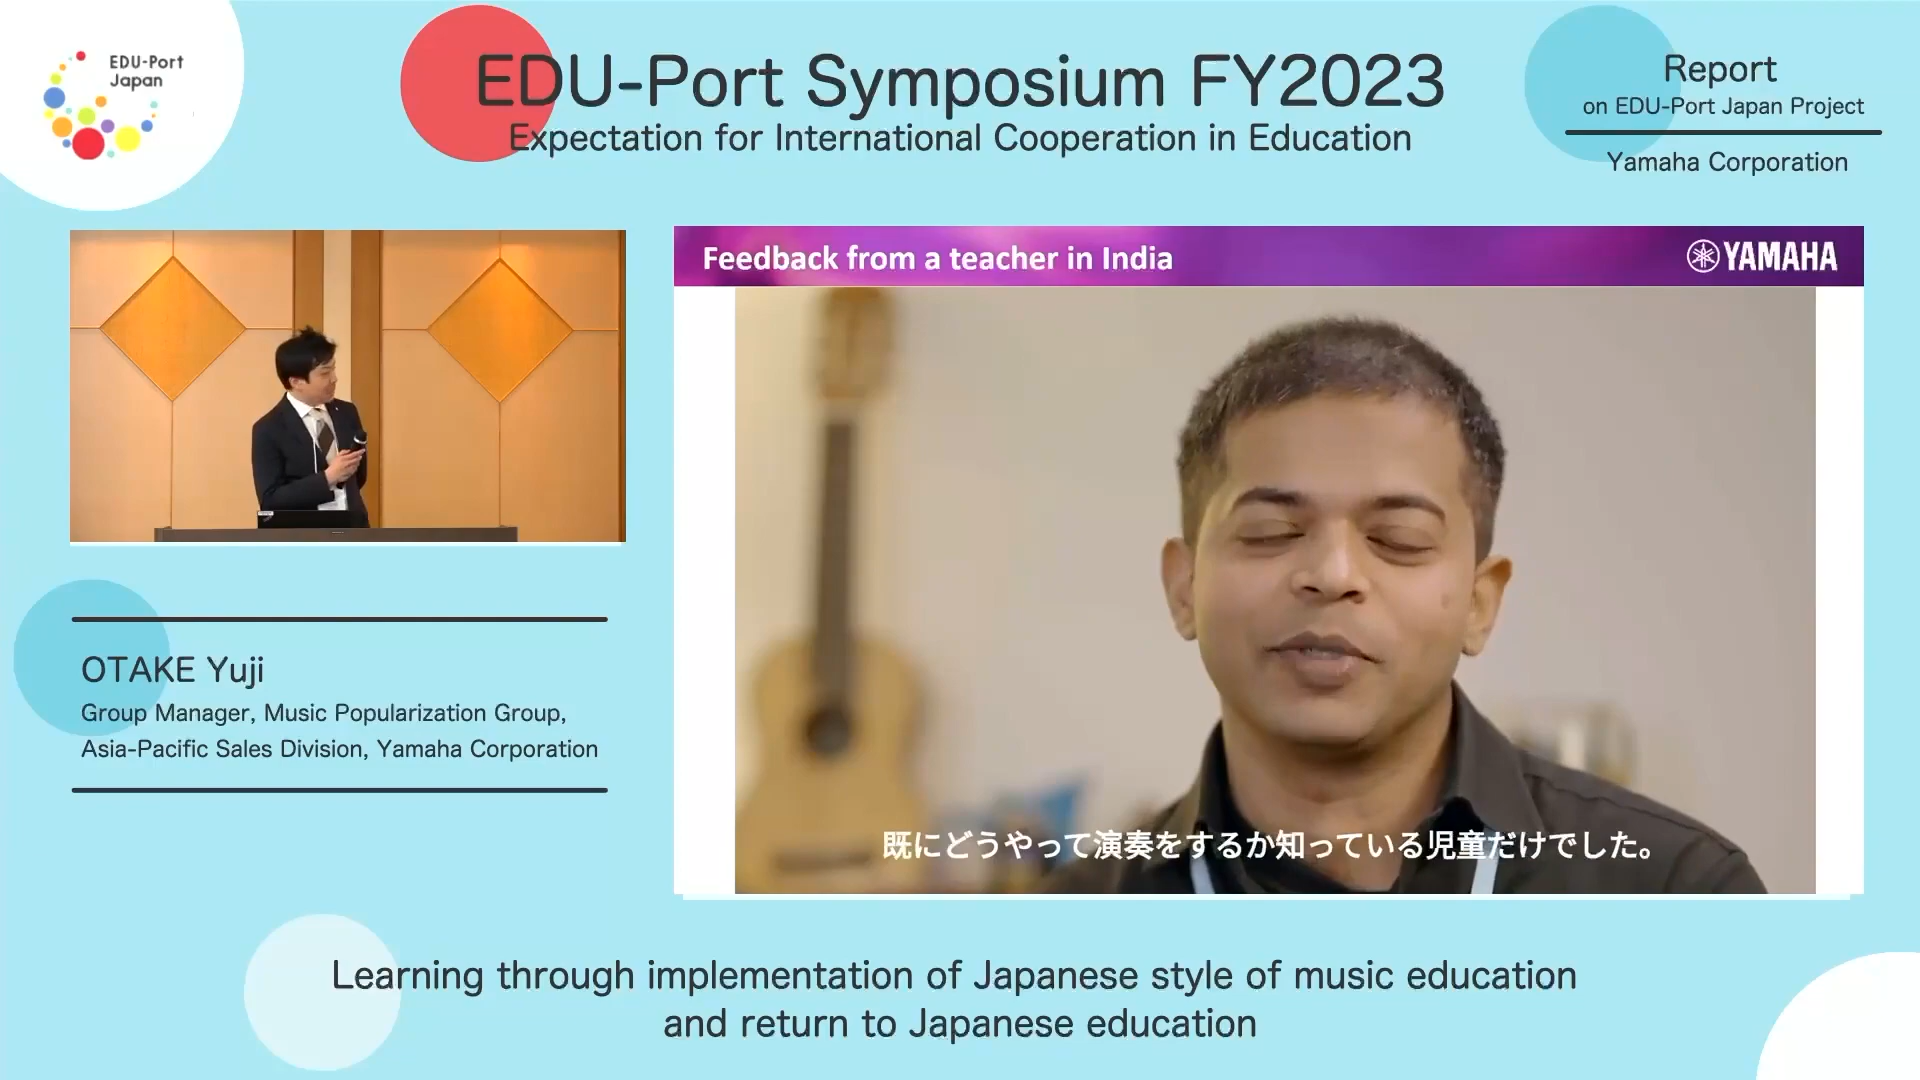 EDU-Port
Japan
EDU-Port Symposium FY2023
Expectation for International Cooperation in Education
Report
on EDU-Port Japan Project
Yamaha Corporation
Feedback from a teacher in India
YAMAHA
既にどうやって演奏をするか知っている児童だけでした。
OTAKE Yuji
Group Manager, Music Popularization Group,
Asia-Pacific Sales Division, Yamaha Corporation
Learning through implementation of Japanese style of music education
and return to Japanese education